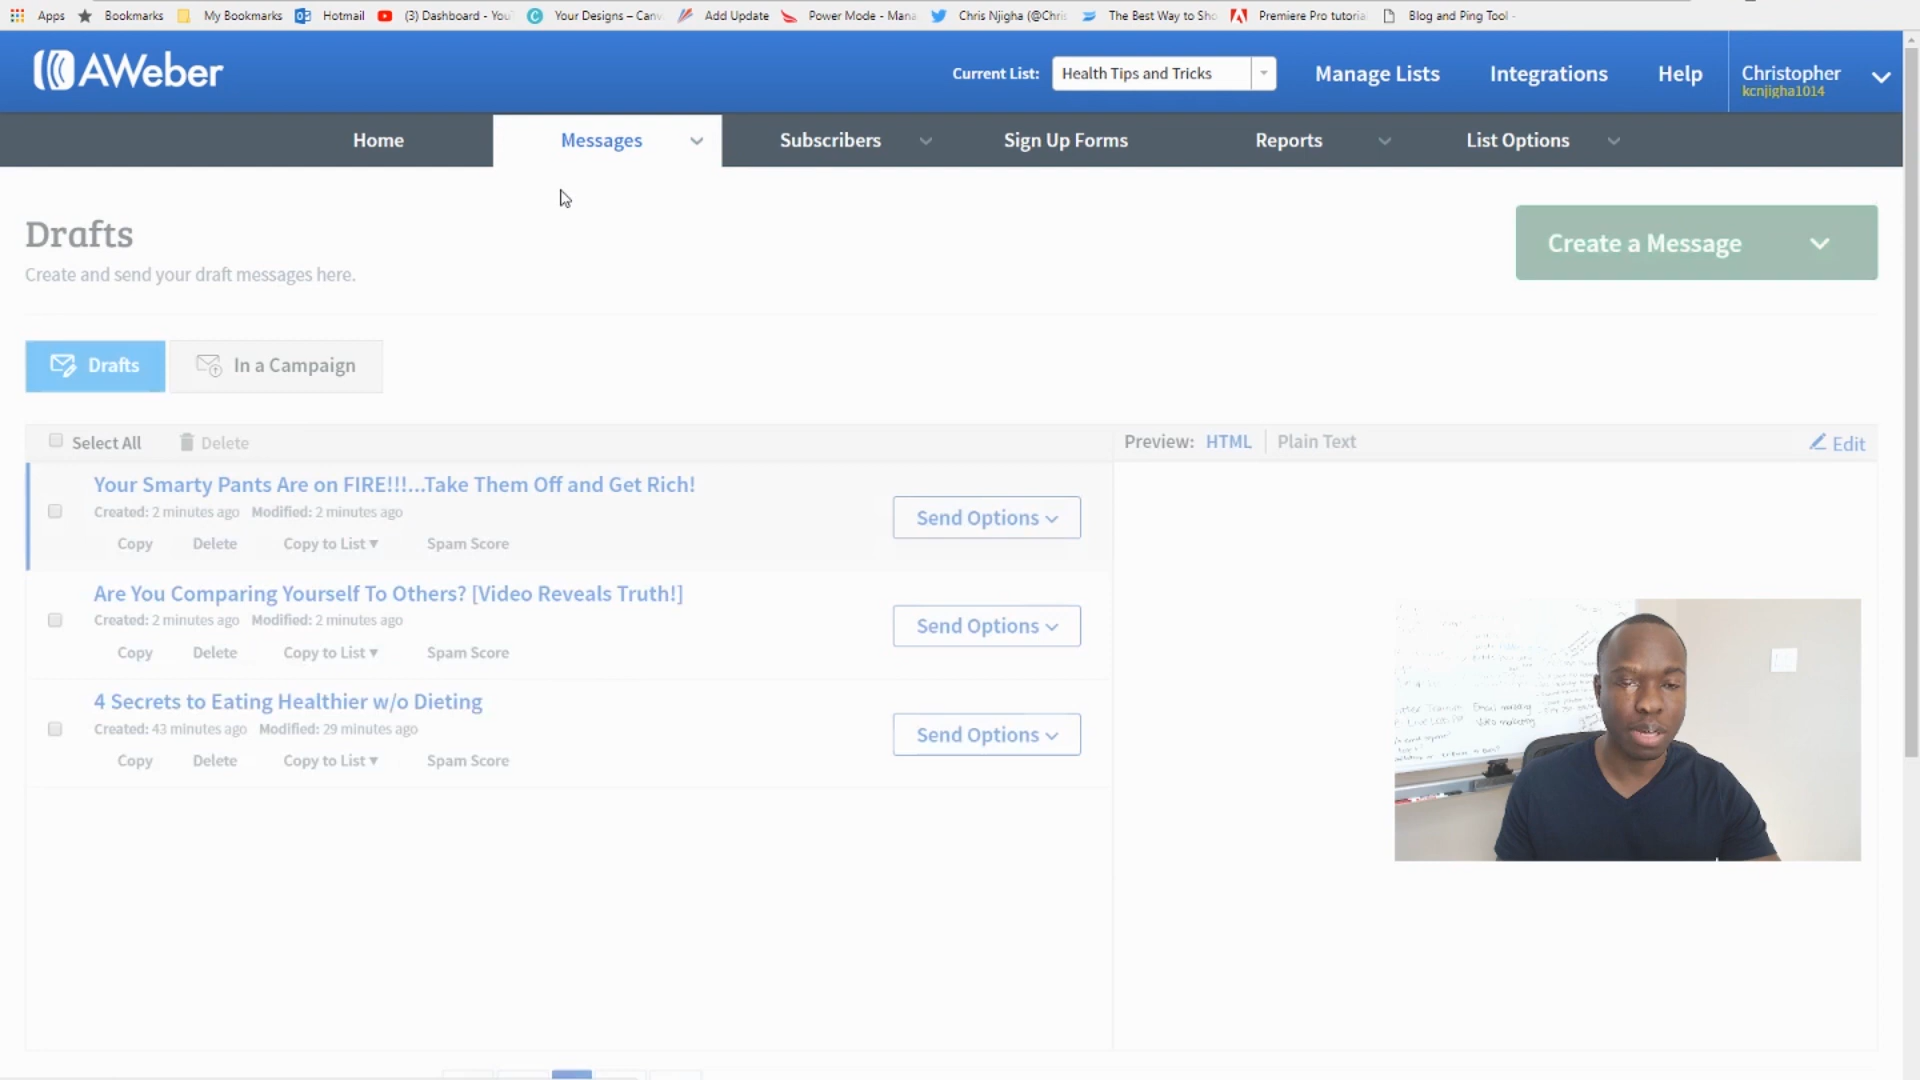 Apps Bookmarks My Bookmarks Hotmail (3) Dashboard - You Your Designs – Canv Add Update Power Mode - Mana Chris Njigha (@Chris The Best Way to Sho Premiere Pro tutoria Blog and Ping Tool -
AWeber
Current List: Health Tips and Tricks Manage Lists Integrations Help Christopher
kcnjigha1014
Home Messages Subscribers Sign Up Forms Reports List Options
Drafts
Create and send your draft messages here.
Create a Message
Drafts In a Campaign
Select All Delete Preview: HTML Plain Text Edit
Your Smarty Pants Are on FIRE!!!...Take Them Off and Get Rich!
Created: 2 minutes ago Modified: 2 minutes ago
Send Options
Copy Delete Copy to List▼ Spam Score
Are You Comparing Yourself To Others? [Video Reveals Truth!]
Created: 2 minutes ago Modified: 2 minutes ago
Send Options
Copy Delete Copy to List▼ Spam Score
4 Secrets to Eating Healthier w/o Dieting
Created: 43 minutes ago Modified: 29 minutes ago
Send Options
Copy Delete Copy to List▼ Spam Score
Email marketing
Video marketing